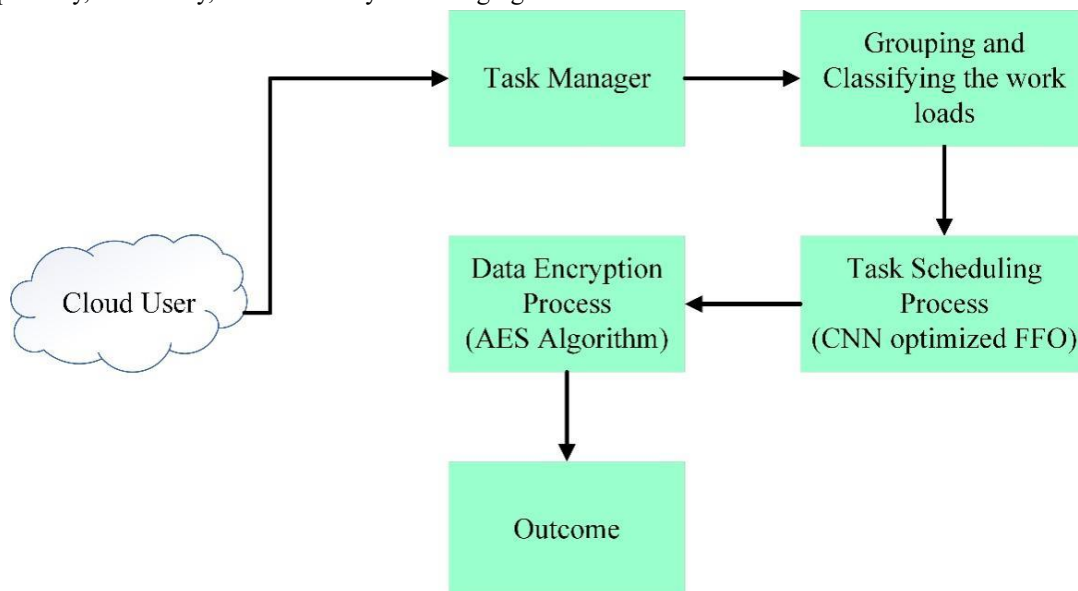 Cloud User
Task Manager
Grouping and
Classifying the work
loads
Task Scheduling
Process
(CNN optimized FFO)
Data Encryption
Process
(AES Algorithm)
Outcome